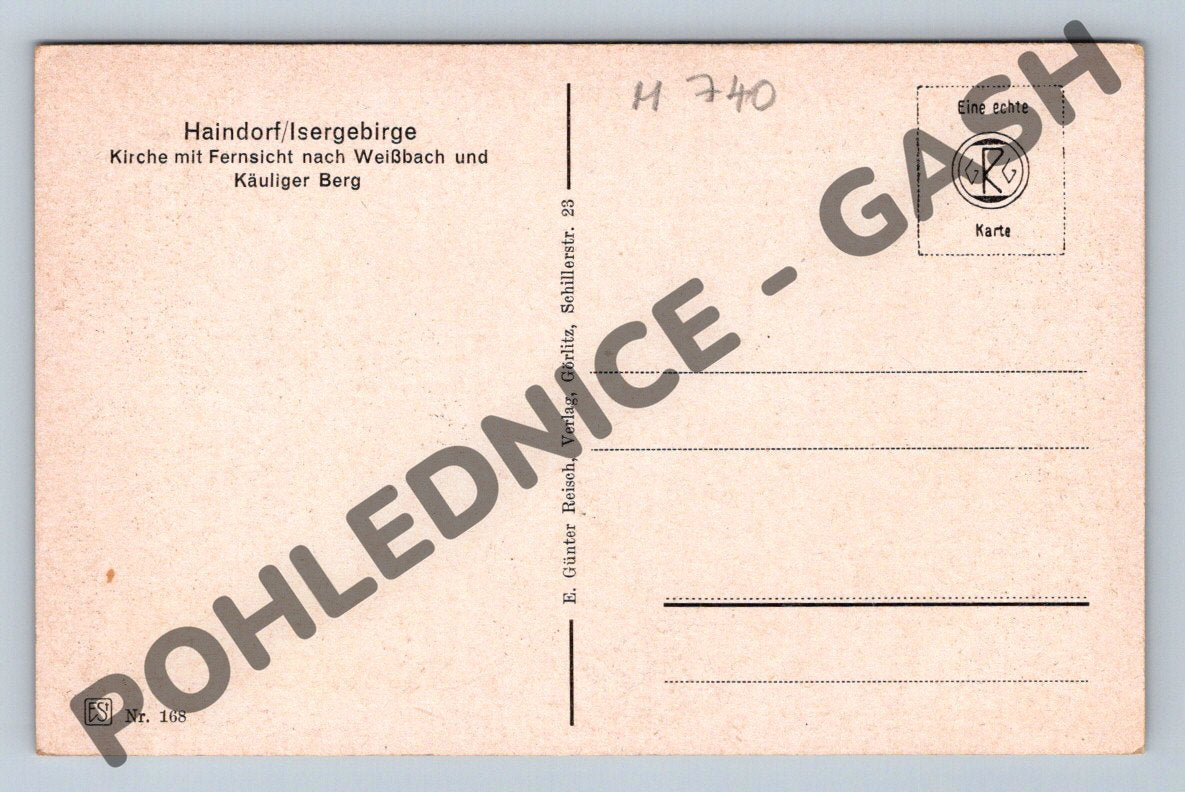 Haindorf/Isergebirge
Kirche mit Fernsicht nach Weißbach und
Käuliger Berg
M 740
Eine echte
Karte
E. Günter Reisch, Verlag, Görlitz, Schillerstr. 23
Nr. 168
POHLEDNICE - GASH